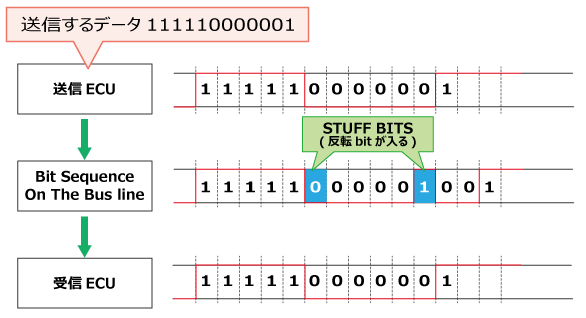 送信するデータ 111110000001
送信 ECU
1 1 1 1 1 0 0 0 0 0 0 1
STUFF BITS
( 反転 bit が入る )
Bit Sequence
On The Bus line
1 1 1 1 1 0 0 0 0 0 1 0 0 1
受信 ECU
1 1 1 1 1 0 0 0 0 0 0 1